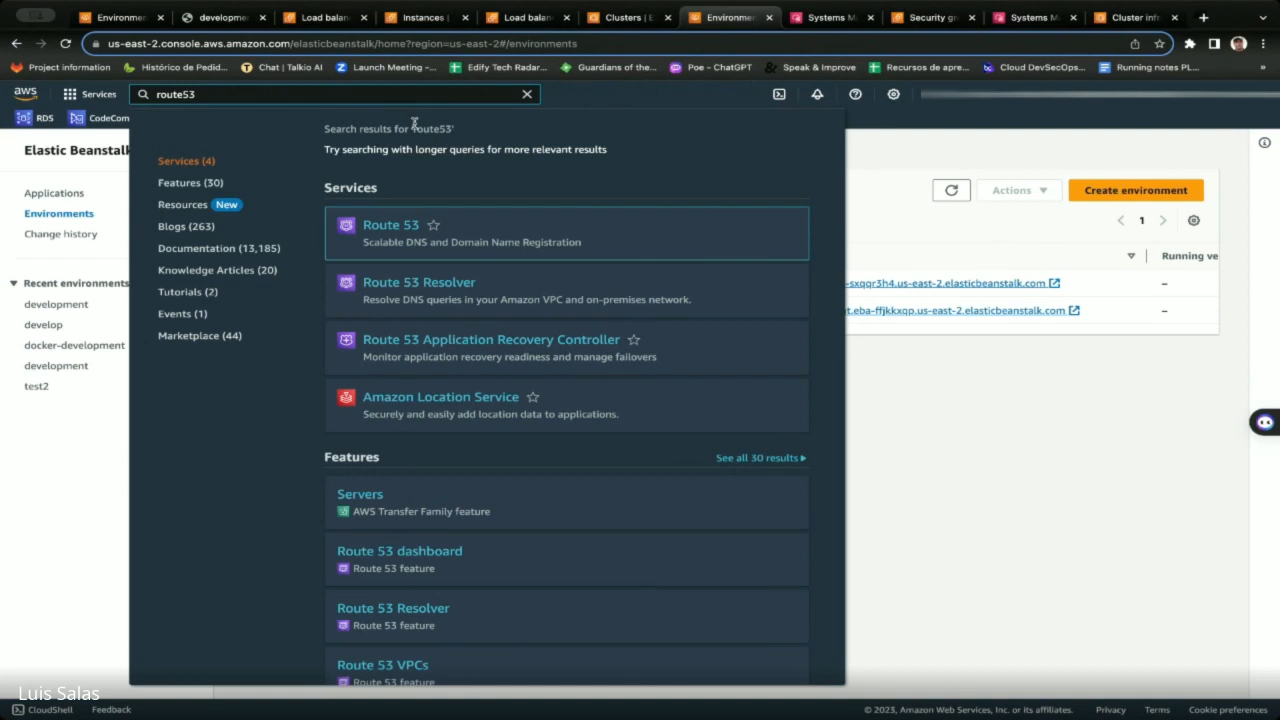 Environmen
developmen
Load balan
Instances |
Load balan
Clusters | E
Environmen
Systems Ma
Security gr
Systems M
Cluster infr
us-east-2.console.aws.amazon.com/elasticbeanstalk/home?region=us-east-2#/environments
Project information
Histórico de Pedid...
Chat | Talkio AI
Launch Meeting -...
Edify Tech Radar...
Guardians of the...
Poe - ChatGPT
Speak & Improve
Recursos de apre...
Cloud DevSecOps...
Running notes PL...
»
aws
Services
route53
RDS
CodeCom
Search results for 'route53'
Try searching with longer queries for more relevant results
Elastic Beanstalk
Applications
Environments
Change history
Recent environments
development
develop
docker-development
development
test2
Services (4)
Features (30)
Resources New
Blogs (263)
Documentation (13,185)
Knowledge Articles (20)
Tutorials (2)
Events (1)
Marketplace (44)
Services
Route 53
Scalable DNS and Domain Name Registration
Route 53 Resolver
Resolve DNS queries in your Amazon VPC and on-premises network.
Route 53 Application Recovery Controller
Monitor application recovery readiness and manage failovers
Amazon Location Service
Securely and easily add location data to applications.
Features
See all 30 results
Servers
AWS Transfer Family feature
Route 53 dashboard
Route 53 feature
Route 53 Resolver
Route 53 feature
Route 53 VPCs
Route 53 feature
Actions
Create environment
1
Running ve
-sxqqr3h4.us-east-2.elasticbeanstalk.com
–
t.eba-ffjkkxqp.us-east-2.elasticbeanstalk.com
–
Luis Salas
CloudShell
Feedback
© 2023, Amazon Web Services, Inc. or its affiliates.
Privacy
Terms
Cookie preferences